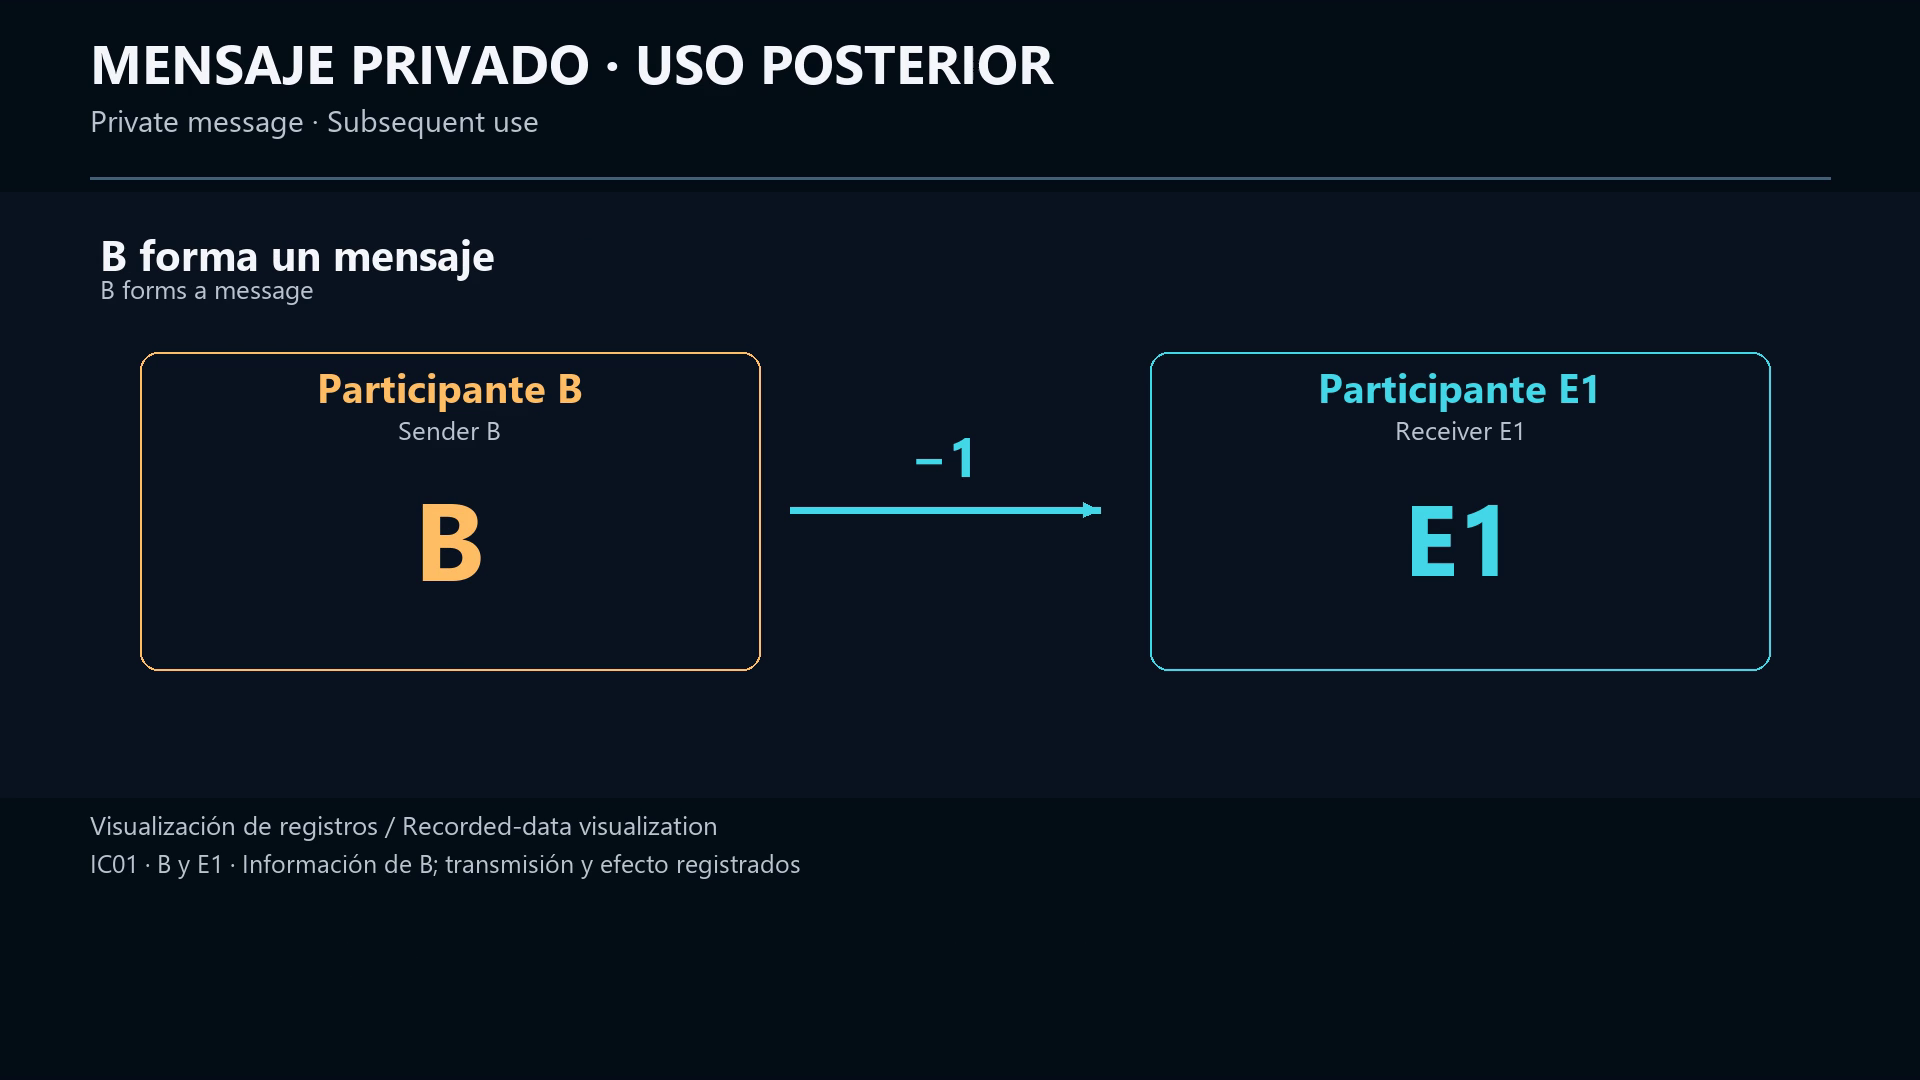 MENSAJE PRIVADO · USO POSTERIOR
Private message · Subsequent use
B forma un mensaje
B forms a message
Participante B
Sender B
B
−1
Participante E1
Receiver E1
E1
Visualización de registros / Recorded-data visualization
IC01 · B y E1 · Información de B; transmisión y efecto registrados